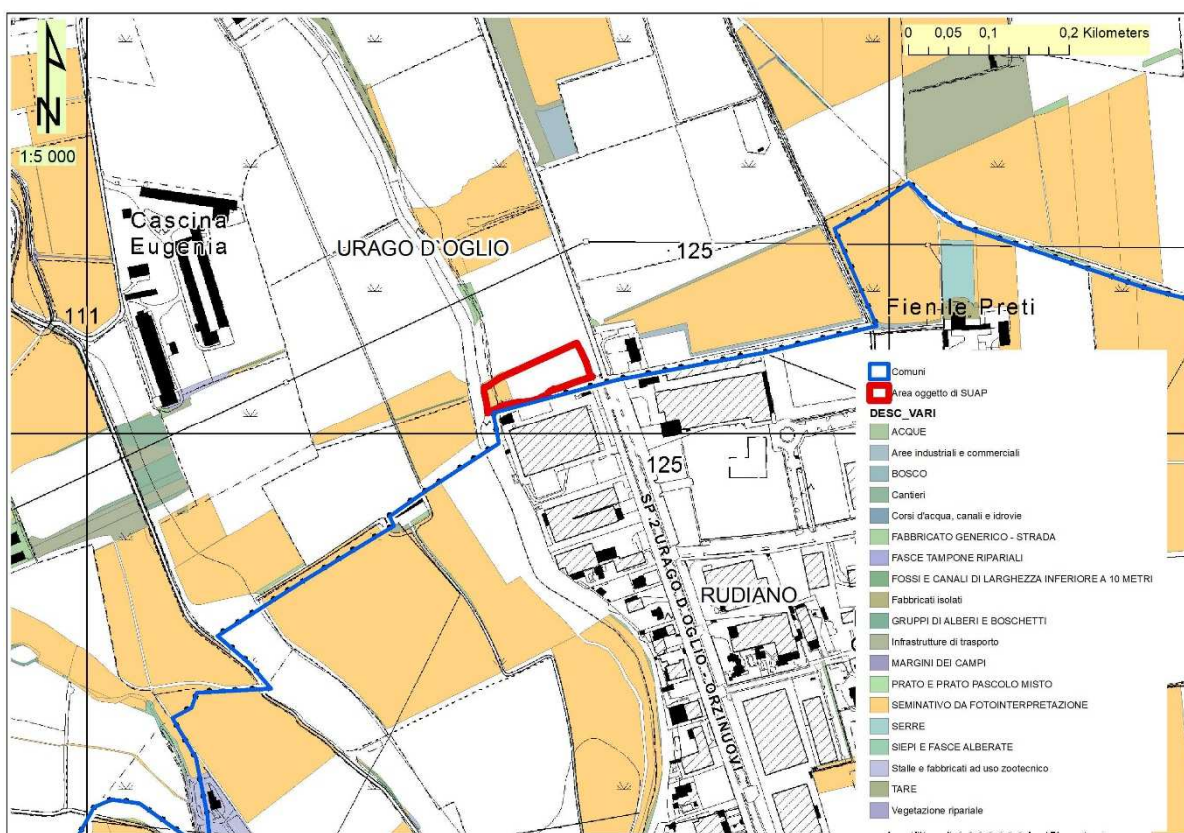 0 0,05 0,1 0,2 Kilometers
N
1:5 000
Cascina
Eugenia
URAGO D'OGLIO
125
111
Fienile Preti
125
SP 2 URAGO D'OGLIO - ORZINUOVI
RUDIANO
Comuni
Area oggetto di SUAP
DESC_VARI
ACQUE
Aree industriali e commerciali
BOSCO
Cantieri
Corsi d'acqua, canali e idrovie
FABBRICATO GENERICO - STRADA
FASCE TAMPONE RIPARIALI
FOSSI E CANALI DI LARGHEZZA INFERIORE A 10 METRI
Fabbricati isolati
GRUPPI DI ALBERI E BOSCHETTI
Infrastrutture di trasporto
MARGINI DEI CAMPI
PRATO E PRATO PASCOLO MISTO
SEMINATIVO DA FOTOINTERPRETAZIONE
SERRE
SIEPI E FASCE ALBERATE
Stalle e fabbricati ad uso zootecnico
TARE
Vegetazione ripariale